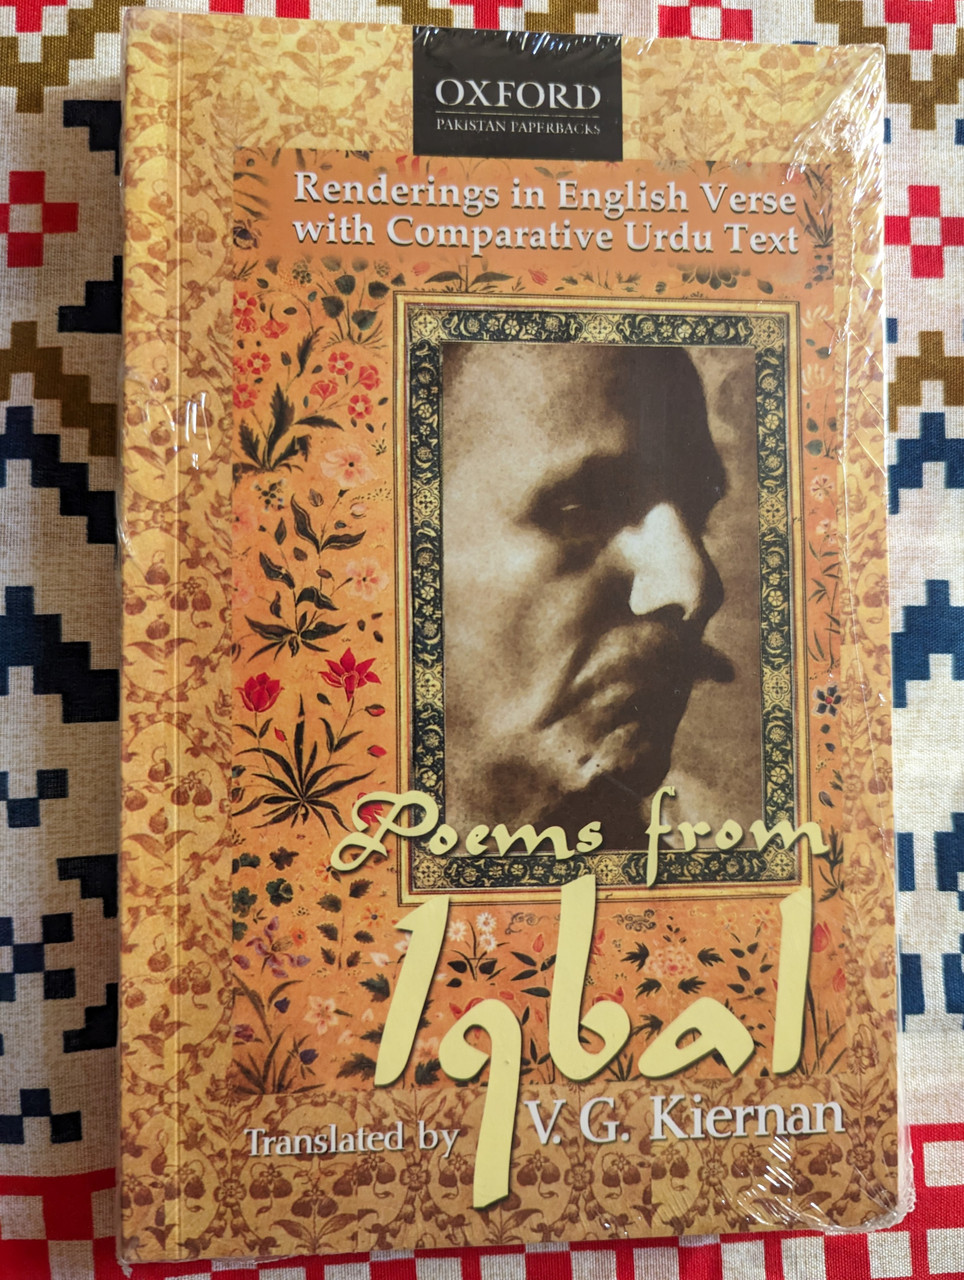 OXFORD
PAKISTAN PAPERBACKS
Renderings in English Verse
with Comparative Urdu Text
Poems from
Iqbal
Translated by V. G. Kiernan